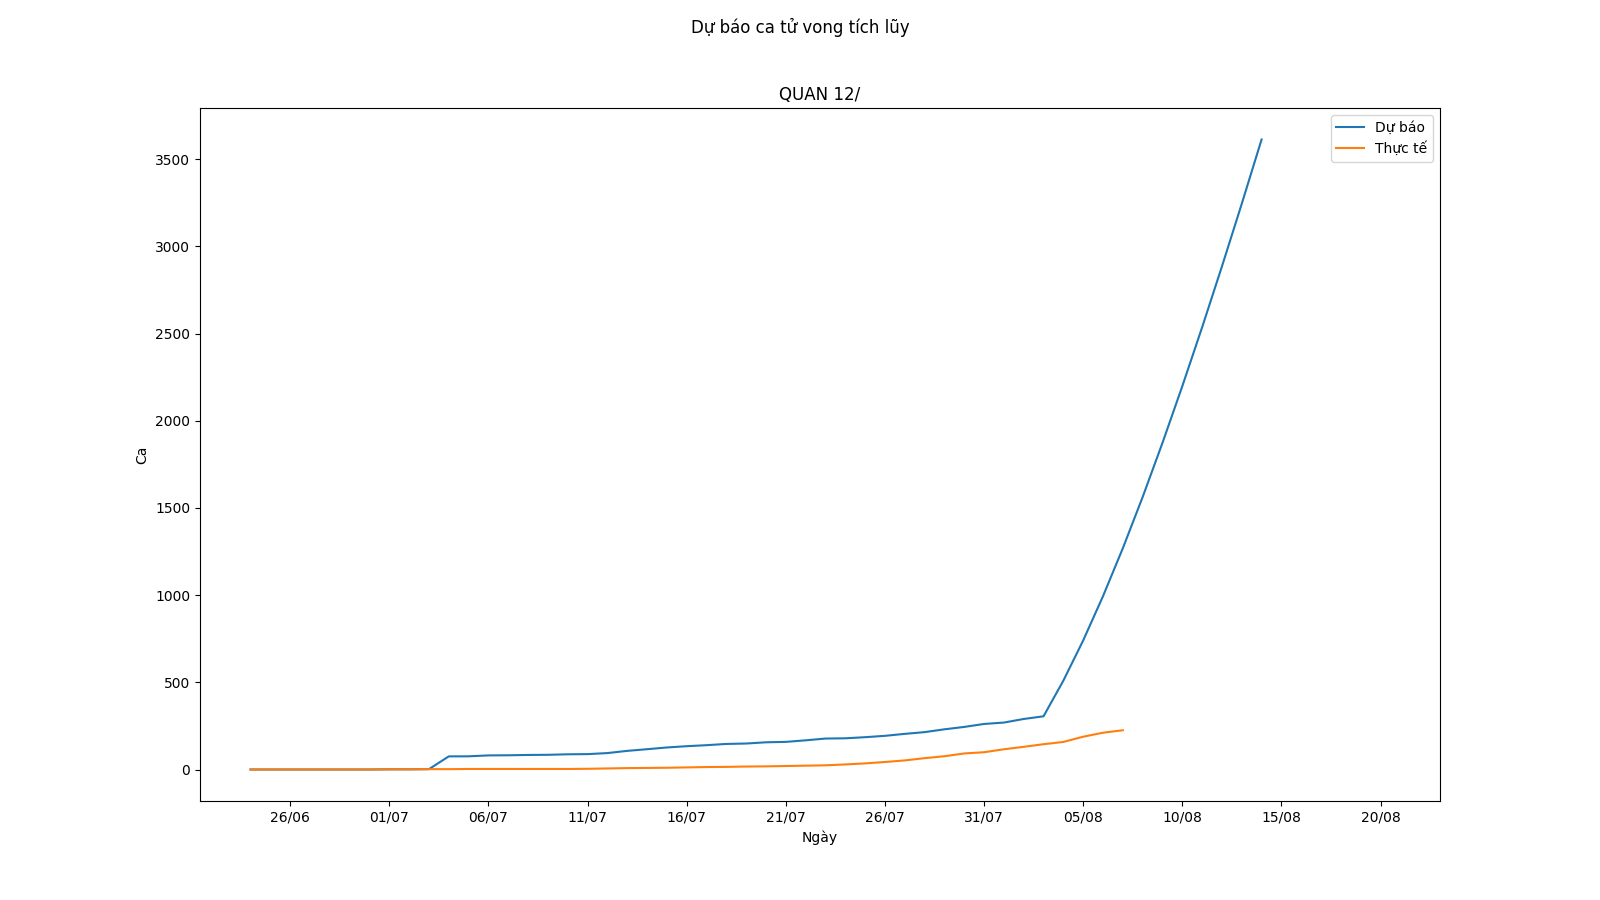 Dự báo ca tử vong tích lũy
QUAN 12/
Dự báo
Thực tế
3500
3000
2500
2000
1500
1000
500
0
Ca
26/06 01/07 06/07 11/07 16/07 21/07 26/07 31/07 05/08 10/08 15/08 20/08
Ngày